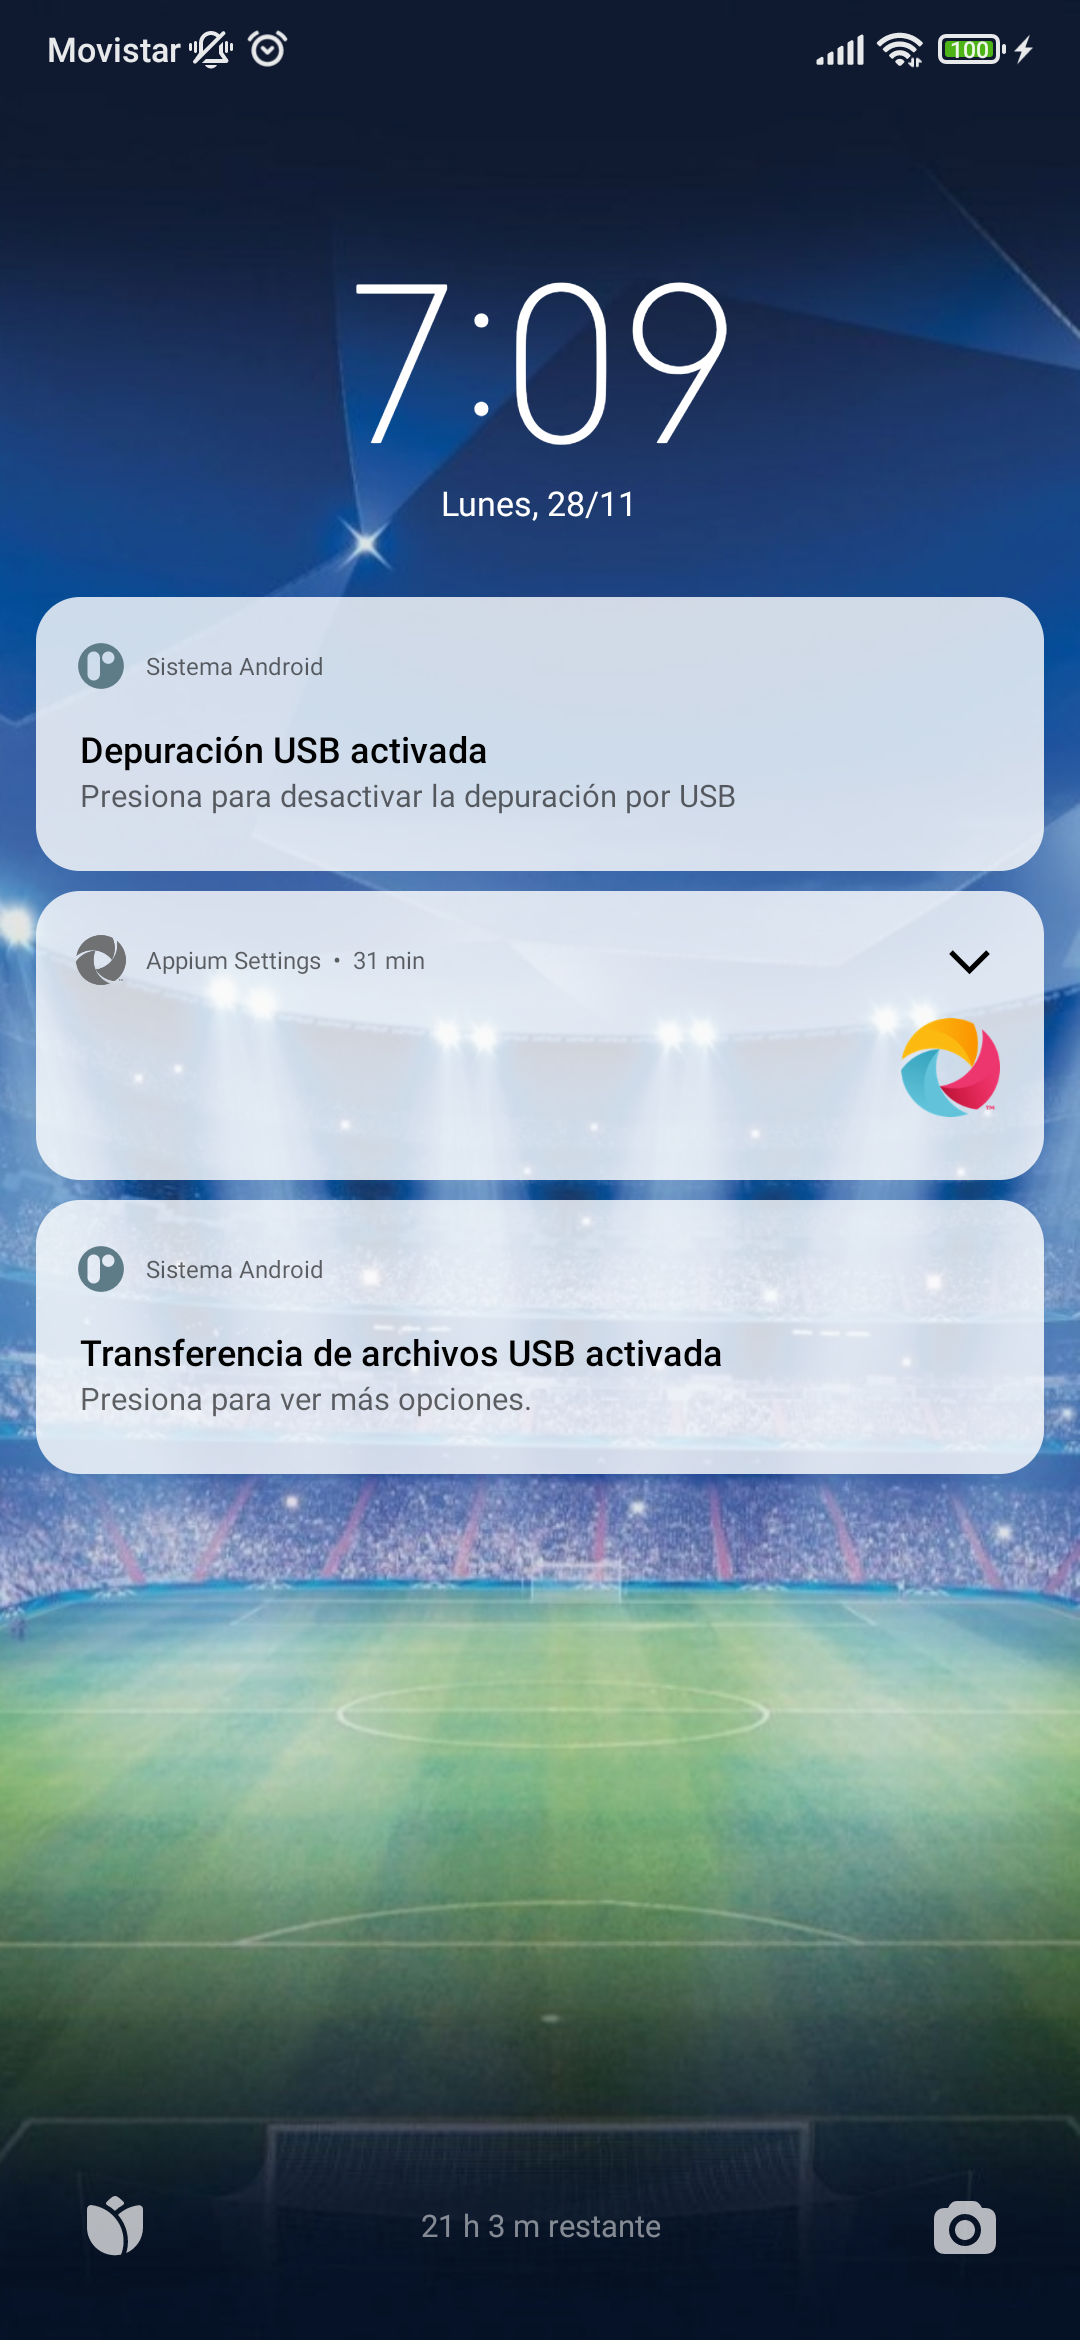 Movistar 100
7:09
Lunes, 28/11
Sistema Android
Depuración USB activada
Presiona para desactivar la depuración por USB
Appium Settings • 31 min
Sistema Android
Transferencia de archivos USB activada
Presiona para ver más opciones.
21 h 3 m restante